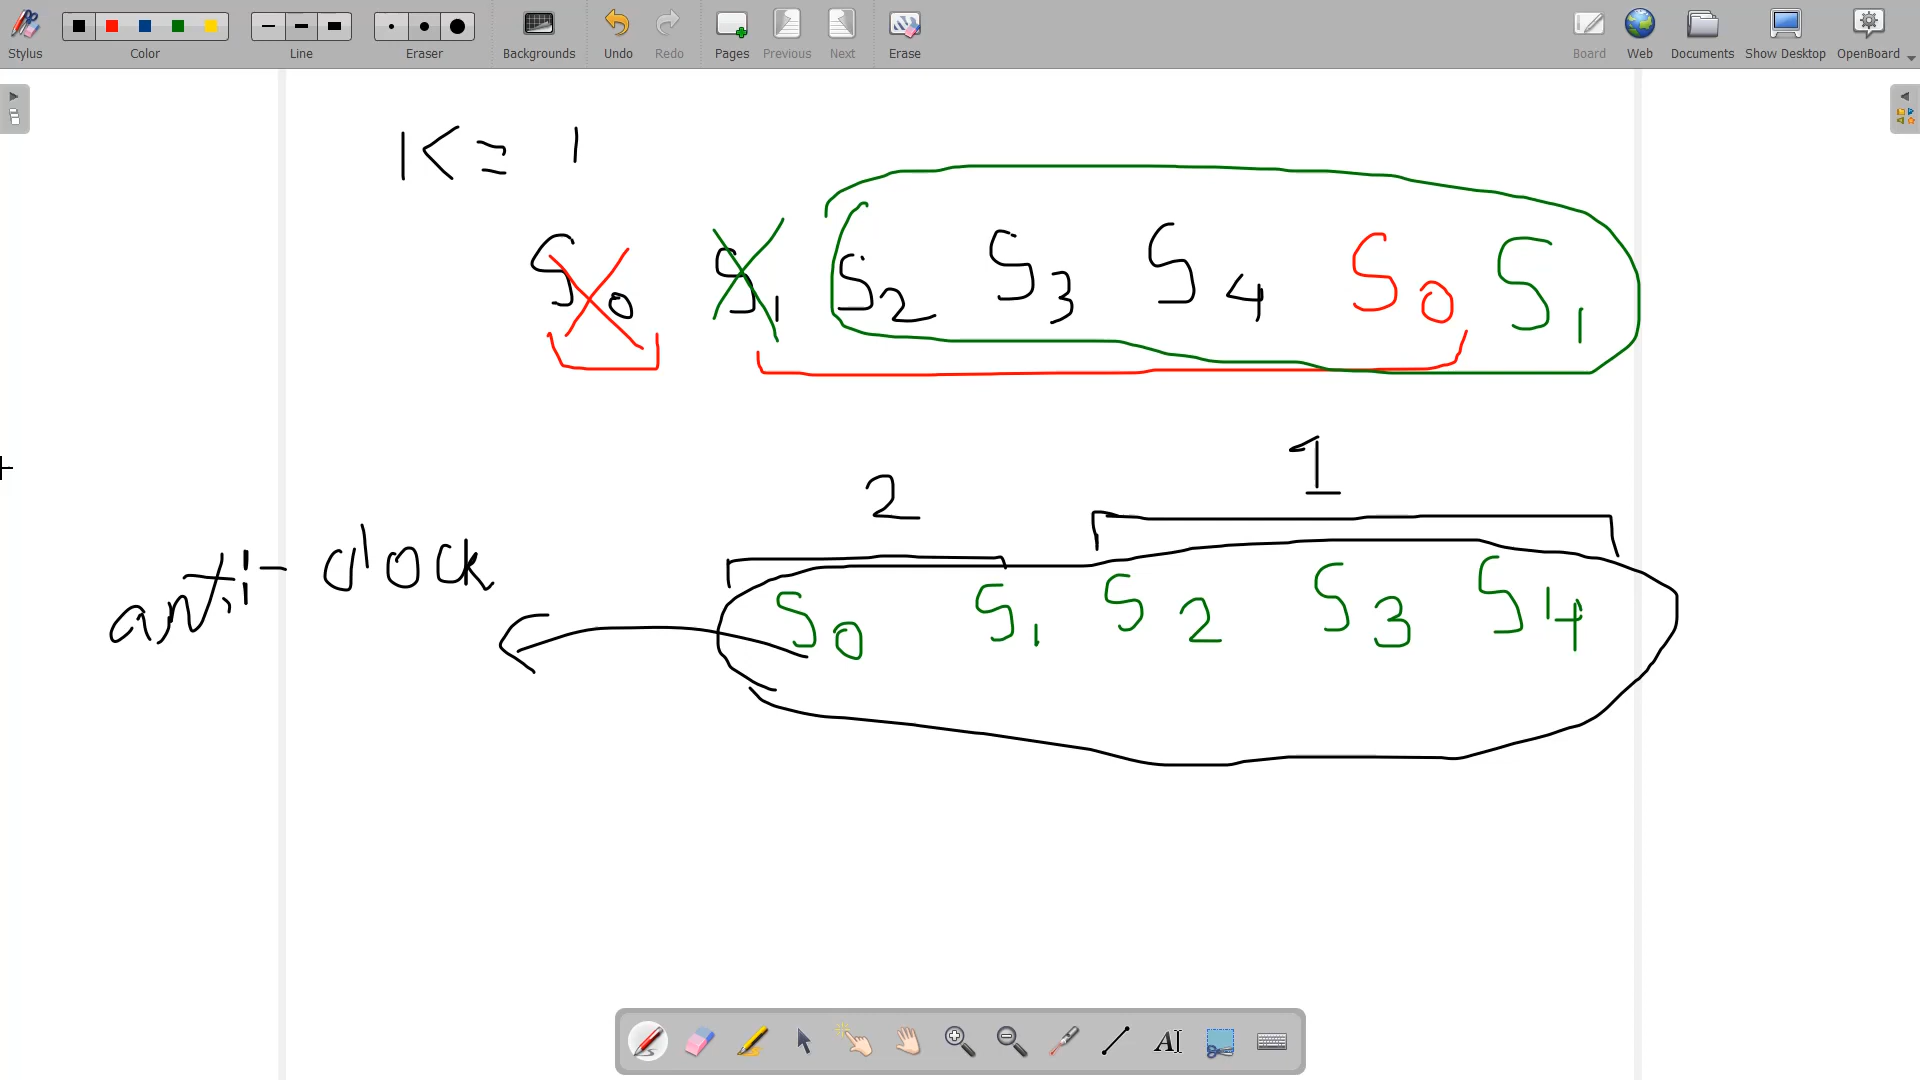 Stylus
Color
Line
Eraser
Backgrounds
Undo
Redo
Pages
Previous
Next
Erase
Board
Web
Documents
Show Desktop
OpenBoard
K = 1
S0 S1 S2 S3 S4 S0 S1
2 1
anti-clock
S0 S1 S2 S3 S4